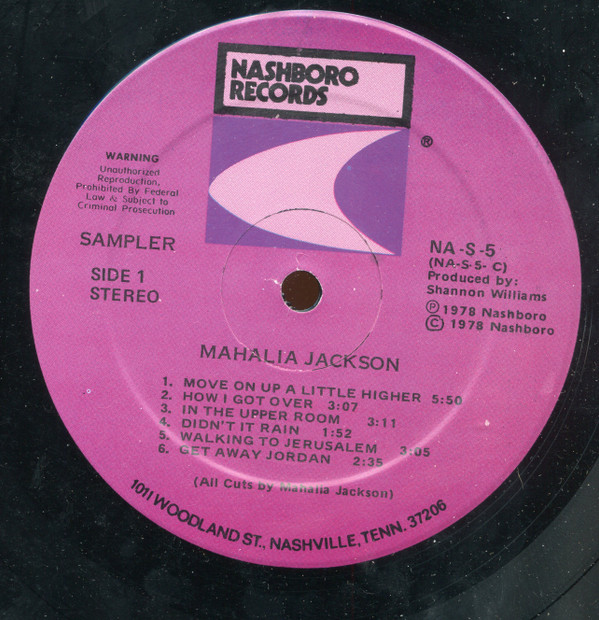 NASHBORO
RECORDS
®
WARNING
Unauthorized
Reproduction,
Prohibited By Federal
Law & Subject to
Criminal Prosecution
SAMPLER
SIDE 1
STEREO
NA-S-5
(NA-S-5- C)
Produced by:
Shannon Williams
℗ 1978 Nashboro
© 1978 Nashboro
MAHALIA JACKSON
1. MOVE ON UP A LITTLE HIGHER 5:50
2. HOW I GOT OVER 3:07
3. IN THE UPPER ROOM 3:11
4. DIDN'T IT RAIN 1:52
5. WALKING TO JERUSALEM 3:05
6. GET AWAY JORDAN 2:35
(All Cuts by Mahalia Jackson)
1011 WOODLAND ST., NASHVILLE, TENN. 37206